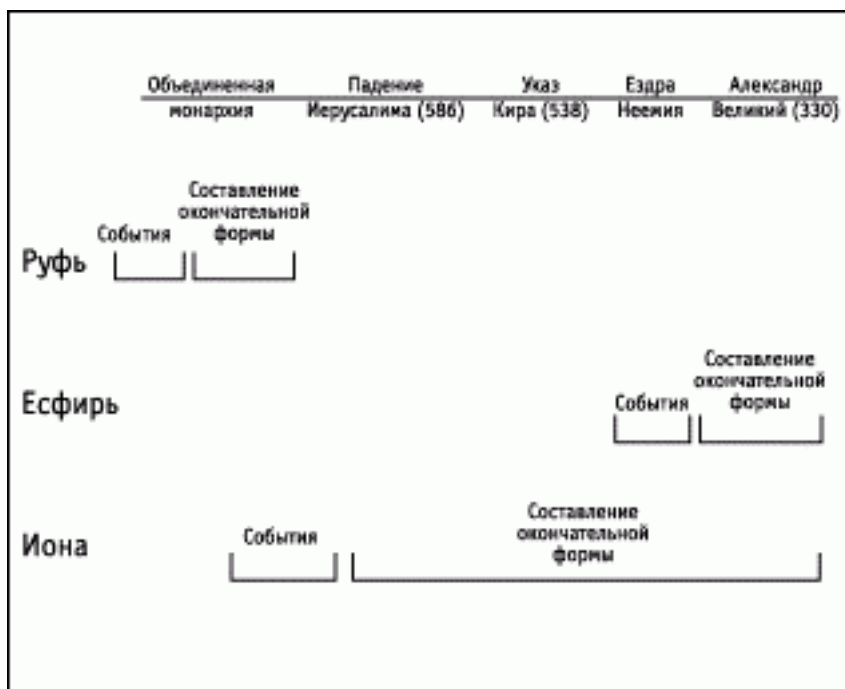 Объединенная Падение Указ Ездра Александр
монархия Иерусалима (586) Кира (538) Неемия Великий (330)
Составление
окончательной
События формы
Руфь
Составление
окончательной
События формы
Есфирь
Составление
События окончательной
формы
Иона